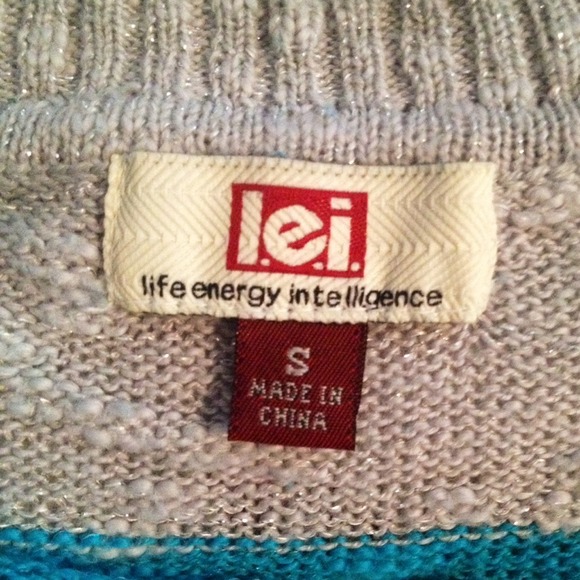 l.e.i.
life energy intelligence
S
MADE IN
CHINA